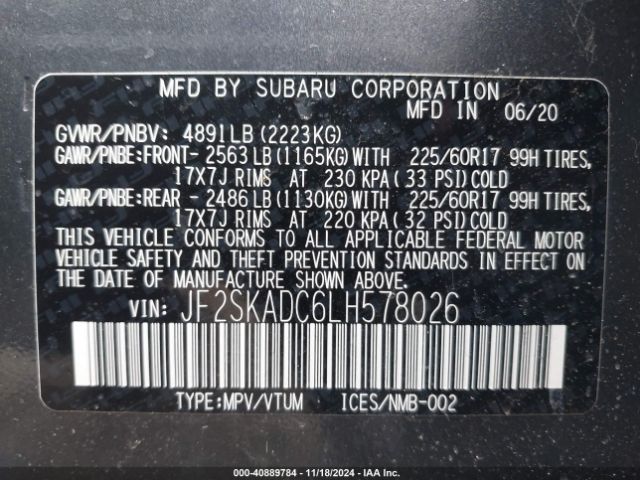 MFD BY SUBARU CORPORATION
MFD IN 06/20
GVWR/PNBV: 4891LB (2223KG)
GAWR/PNBE:FRONT- 2563 LB (1165KG) WITH 225/60R17 99H TIRES,
17X7J RIMS AT 230 KPA ( 33 PSI) COLD
GAWR/PNBE:REAR - 2486 LB (1130KG) WITH 225/60R17 99H TIRES,
17X7J RIMS AT 220 KPA ( 32 PSI) COLD
THIS VEHICLE CONFORMS TO ALL APPLICABLE FEDERAL MOTOR
VEHICLE SAFETY AND THEFT PREVENTION STANDARDS IN EFFECT ON
THE DATE OF MANUFACTURE SHOWN ABOVE.
VIN: JF2SKADC6LH578026
TYPE:MPV/VTUM ICES/NMB-002
000-40889784 - 11/18/2024 - IAA Inc.